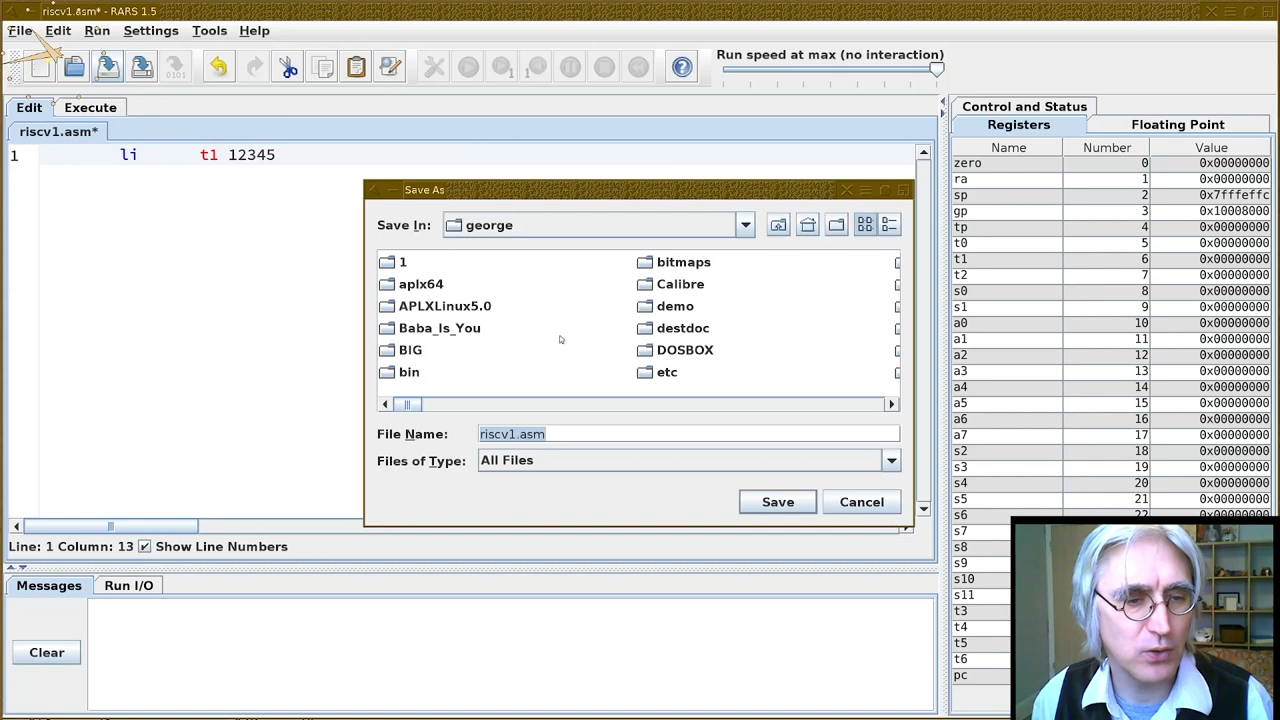 riscv1.asm* - RARS 1.5
File Edit Run Settings Tools Help
Run speed at max (no interaction)
Edit Execute
riscv1.asm*
1 li t1 12345
Save As
Save In: george
1 bitmaps
aplx64 Calibre
APLXLinux5.0 demo
Baba_Is_You destdoc
BIG DOSBOX
bin etc
File Name: riscv1.asm
Files of Type: All Files
Save Cancel
Line: 1 Column: 13 Show Line Numbers
Messages Run I/O
Clear
Control and Status
Registers Floating Point
Name Number Value
zero 0 0x00000000
ra 1 0x00000000
sp 2 0x7fffeffc
gp 3 0x10008000
tp 4 0x00000000
t0 5 0x00000000
t1 6 0x00000000
t2 7 0x00000000
s0 8 0x00000000
s1 9 0x00000000
a0 10 0x00000000
a1 11 0x00000000
a2 12 0x00000000
a3 13 0x00000000
a4 14 0x00000000
a5 15 0x00000000
a6 16 0x00000000
a7 17 0x00000000
s2 18 0x00000000
s3 19 0x00000000
s4 20 0x00000000
s5 21 0x00000000
s6 22 0x00000000
s7
s8
s9
s10
s11
t3
t4
t5
t6
pc